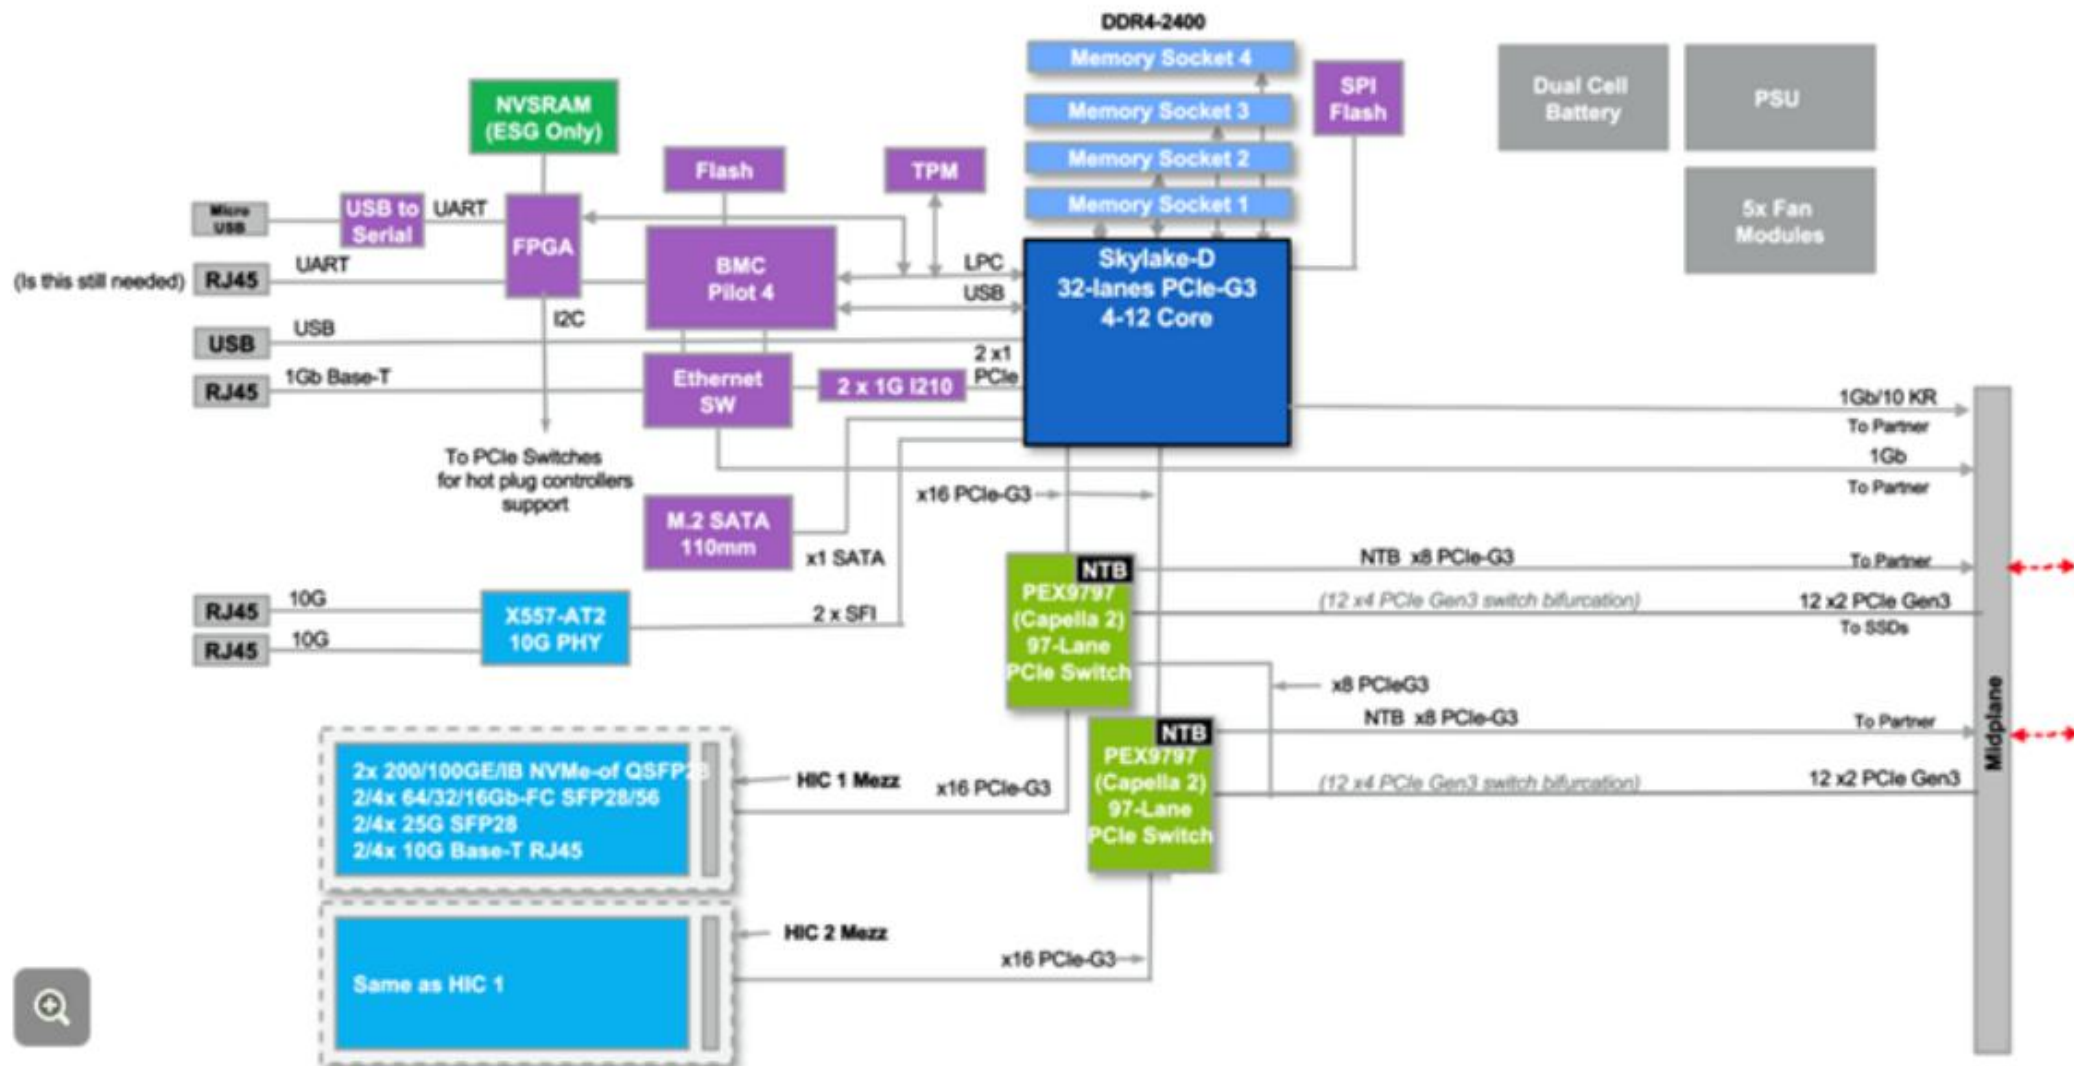 DDR4-2400
Memory Socket 4
Memory Socket 3
Memory Socket 2
Memory Socket 1
SPI
Flash
Dual Cell
Battery
PSU
5x Fan
Modules
NVSRAM
(ESG Only)
Flash
TPM
Micro
USB
USB to
Serial
UART
FPGA
BMC
Pilot 4
LPC
USB
Skylake-D
32-lanes PCIe-G3
4-12 Core
(Is this still needed)
RJ45
UART
I2C
USB
USB
RJ45
1Gb Base-T
Ethernet
SW
2 x 1G I210
2 x1
PCIe
To PCIe Switches
for hot plug controllers
support
M.2 SATA
110mm
x1 SATA
x16 PCIe-G3
1Gb/10 KR
To Partner
1Gb
To Partner
RJ45
10G
RJ45
10G
X557-AT2
10G PHY
2 x SFI
NTB
PEX9797
(Capella 2)
97-Lane
PCIe Switch
NTB x8 PCIe-G3
To Partner
(12 x4 PCIe Gen3 switch bifurcation)
12 x2 PCIe Gen3
To SSDs
x8 PCIeG3
NTB
PEX9797
(Capella 2)
97-Lane
PCIe Switch
NTB x8 PCIe-G3
To Partner
(12 x4 PCIe Gen3 switch bifurcation)
12 x2 PCIe Gen3
Midplane
2x 200/100GE/IB NVMe-of QSFP28
2/4x 64/32/16Gb-FC SFP28/56
2/4x 25G SFP28
2/4x 10G Base-T RJ45
HIC 1 Mezz
x16 PCIe-G3
Same as HIC 1
HIC 2 Mezz
x16 PCIe-G3